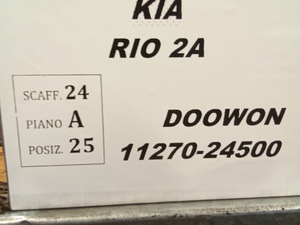 KIA
RIO 2A
SCAFF. 24
PIANO A
POSIZ. 25
DOOWON
11270-24500